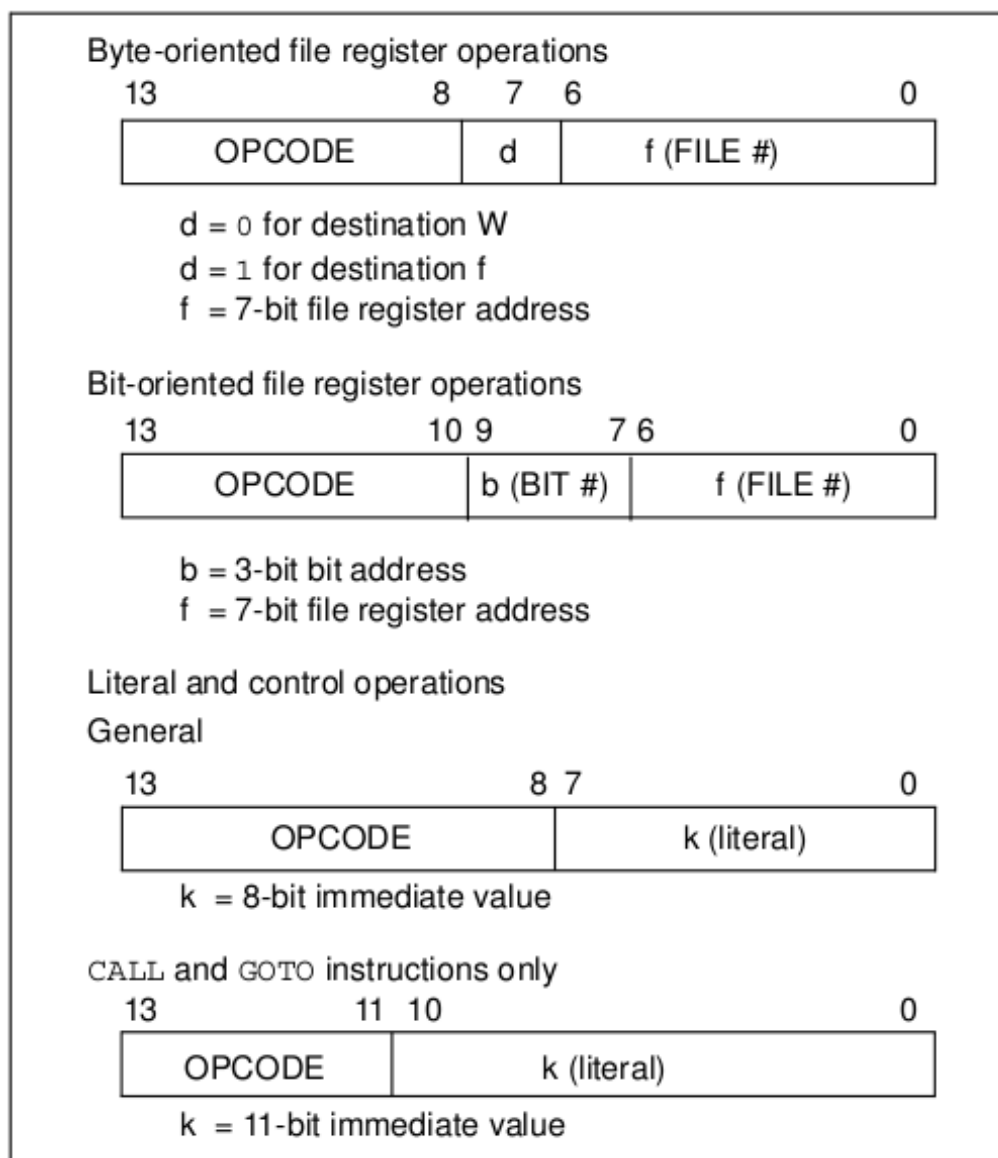 Byte-oriented file register operations
13 8 7 6 0
OPCODE d f (FILE #)
d = 0 for destination W
d = 1 for destination f
f = 7-bit file register address
Bit-oriented file register operations
13 10 9 7 6 0
OPCODE b (BIT #) f (FILE #)
b = 3-bit bit address
f = 7-bit file register address
Literal and control operations
General
13 8 7 0
OPCODE k (literal)
k = 8-bit immediate value
CALL and GOTO instructions only
13 11 10 0
OPCODE k (literal)
k = 11-bit immediate value